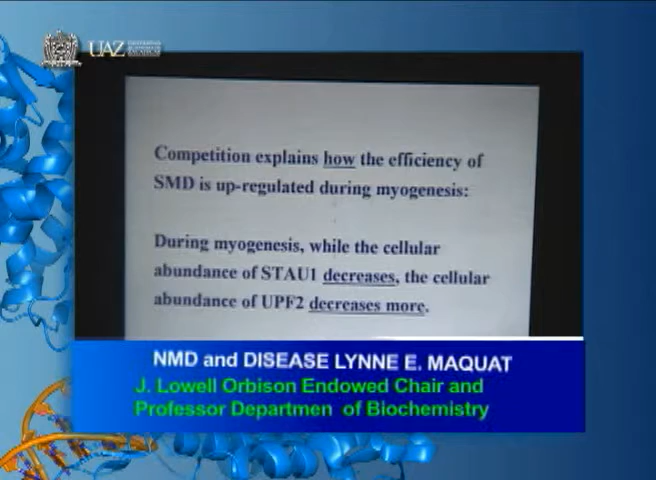 UAZ
Competition explains how the efficiency of
SMD is up-regulated during myogenesis:
During myogenesis, while the cellular
abundance of STAU1 decreases, the cellular
abundance of UPF2 decreases more.
NMD and DISEASE LYNNE E. MAQUAT
J. Lowell Orbison Endowed Chair and
Professor Departmen of Biochemistry